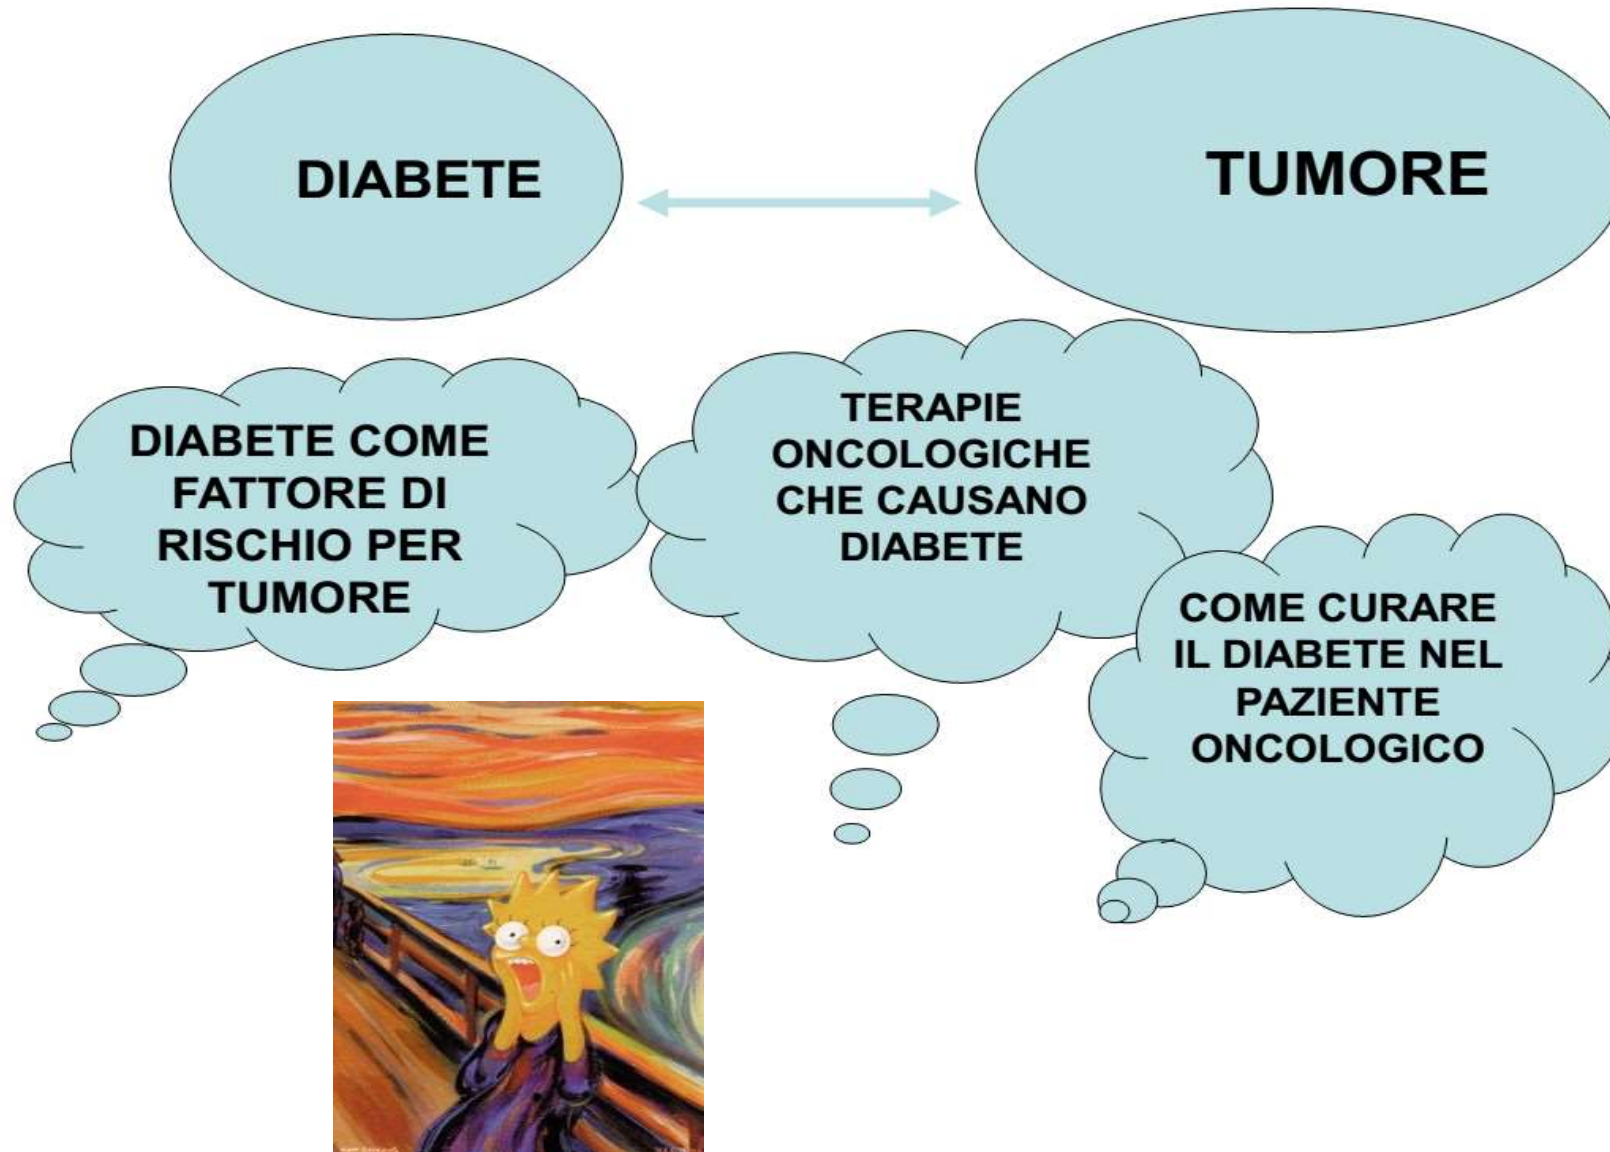 DIABETE
TUMORE
DIABETE COME
FATTORE DI
RISCHIO PER
TUMORE
TERAPIE
ONCOLOGICHE
CHE CAUSANO
DIABETE
COME CURARE
IL DIABETE NEL
PAZIENTE
ONCOLOGICO